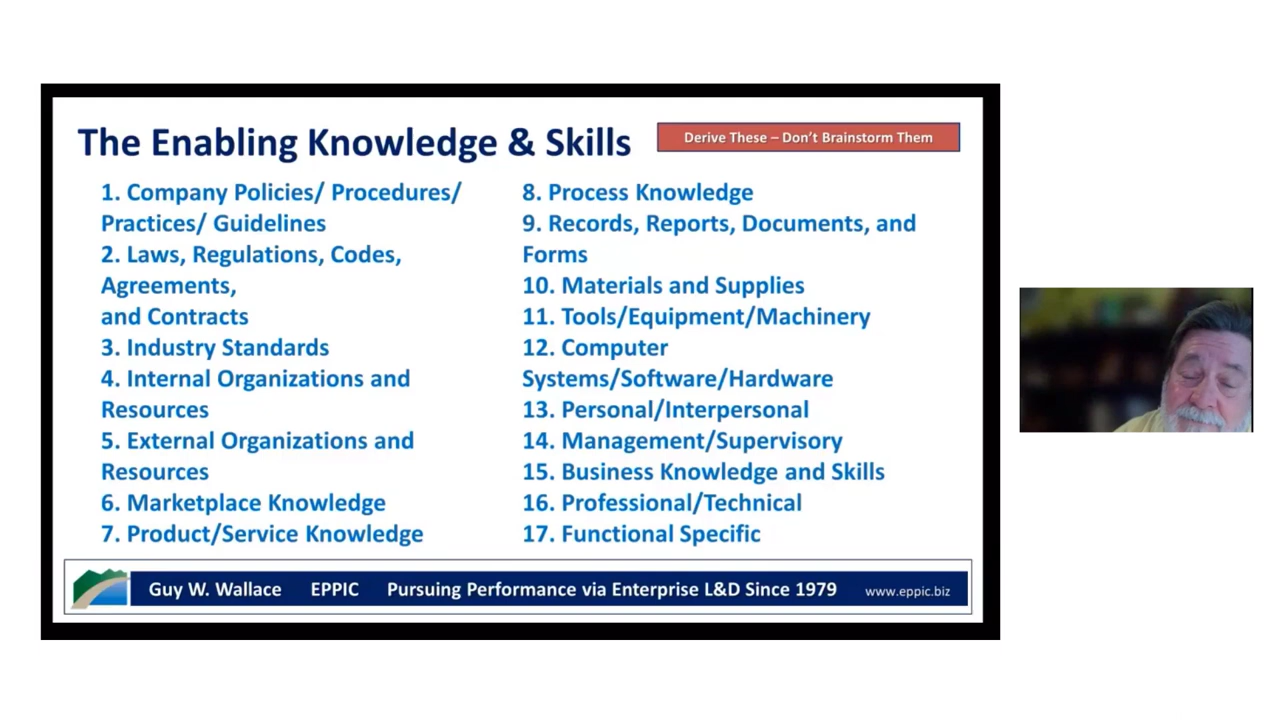 The Enabling Knowledge & Skills
Derive These – Don't Brainstorm Them
1. Company Policies/ Procedures/
Practices/ Guidelines
2. Laws, Regulations, Codes,
Agreements,
and Contracts
3. Industry Standards
4. Internal Organizations and
Resources
5. External Organizations and
Resources
6. Marketplace Knowledge
7. Product/Service Knowledge
8. Process Knowledge
9. Records, Reports, Documents, and
Forms
10. Materials and Supplies
11. Tools/Equipment/Machinery
12. Computer
Systems/Software/Hardware
13. Personal/Interpersonal
14. Management/Supervisory
15. Business Knowledge and Skills
16. Professional/Technical
17. Functional Specific
Guy W. Wallace EPPIC Pursuing Performance via Enterprise L&D Since 1979 www.eppic.biz